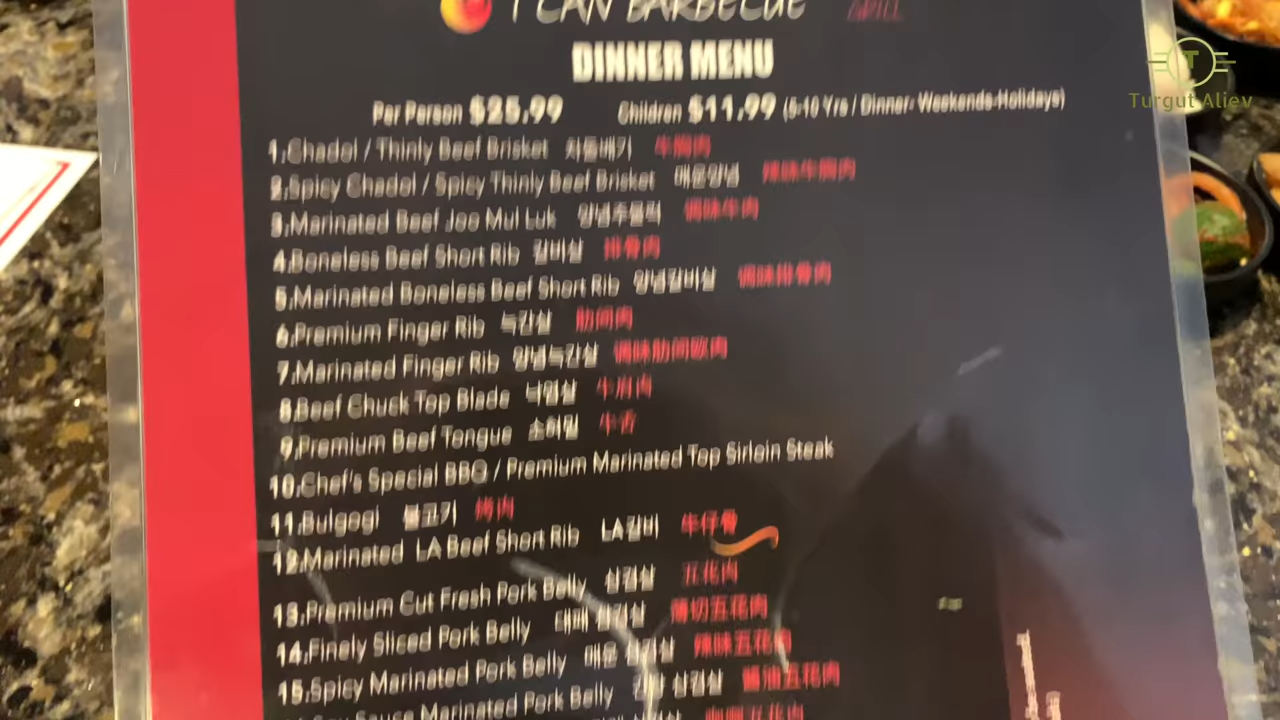 I CAN BARBECUE GRILL
DINNER MENU
Per Person $25.99 Children $11.99 (5-10 Yrs / Dinner- Weekends-Holidays)
1.Chadol / Thinly Beef Brisket 차돌배기 牛胸肉
2.Spicy Chadol / Spicy Thinly Beef Brisket 매운양념 辣味牛胸肉
3.Marinated Beef Joo Mul Luk 양념주물럭 调味牛肉
4.Boneless Beef Short Rib 갈비살 排骨肉
5.Marinated Boneless Beef Short Rib 양념갈비살 调味排骨肉
6.Premium Finger Rib 늑간살 肋间肉
7.Marinated Finger Rib 양념늑간살 调味肋间
8.Beef Chuck Top Blade 낙엽살 牛肩肉
9.Premium Beef Tongue 소혀밑 牛舌
10.Chef's Special BBQ / Premium Marinated Top Sirloin Steak
11.Bulgogi 불고기 烤肉
12.Marinated LA Beef Short Rib LA갈비 牛仔骨
13.Premium Cut Fresh Pork Belly 삼겹살 五花肉
14.Finely Sliced Pork Belly 대패 삼겹살 薄切五花肉
15.Spicy Marinated Pork Belly 매운 삼겹살 辣味五花肉
Soy Sauce Marinated Pork Belly 간장 삼겹살 醬油五花肉
咖喱五花肉
T
Turgut Aliev